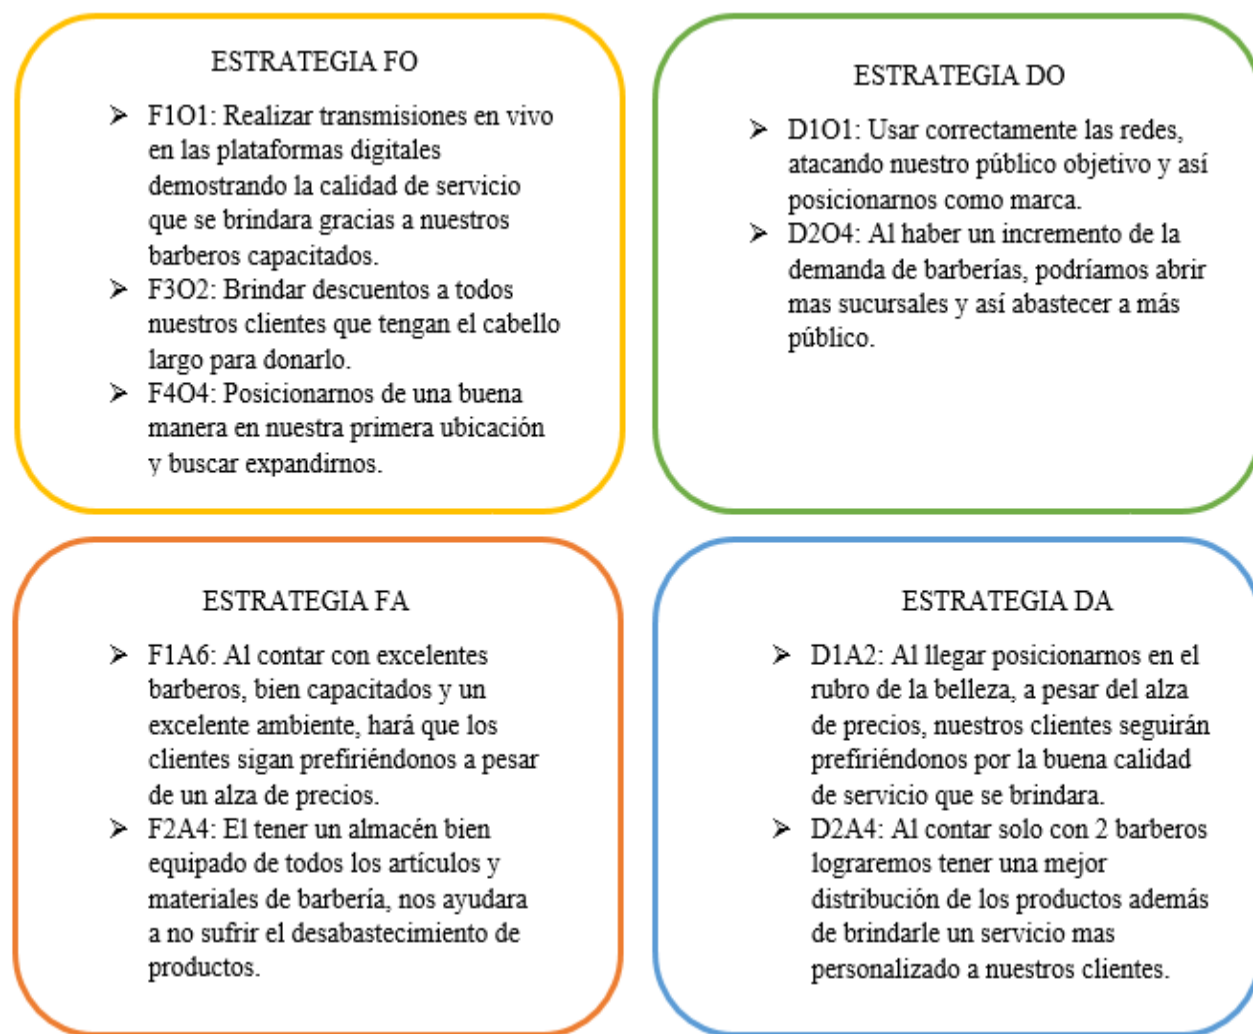 ESTRATEGIA FO
➢ F1O1: Realizar transmisiones en vivo
en las plataformas digitales
demostrando la calidad de servicio
que se brindara gracias a nuestros
barberos capacitados.
➢ F3O2: Brindar descuentos a todos
nuestros clientes que tengan el cabello
largo para donarlo.
➢ F4O4: Posicionarnos de una buena
manera en nuestra primera ubicación
y buscar expandirnos.
ESTRATEGIA DO
➢ D1O1: Usar correctamente las redes,
atacando nuestro público objetivo y así
posicionarnos como marca.
➢ D2O4: Al haber un incremento de la
demanda de barberías, podríamos abrir
mas sucursales y así abastecer a más
público.
ESTRATEGIA FA
➢ F1A6: Al contar con excelentes
barberos, bien capacitados y un
excelente ambiente, hará que los
clientes sigan prefiriéndonos a pesar
de un alza de precios.
➢ F2A4: El tener un almacén bien
equipado de todos los artículos y
materiales de barbería, nos ayudara
a no sufrir el desabastecimiento de
productos.
ESTRATEGIA DA
➢ D1A2: Al llegar posicionarnos en el
rubro de la belleza, a pesar del alza
de precios, nuestros clientes seguirán
prefiriéndonos por la buena calidad
de servicio que se brindara.
➢ D2A4: Al contar solo con 2 barberos
lograremos tener una mejor
distribución de los productos además
de brindarle un servicio mas
personalizado a nuestros clientes.